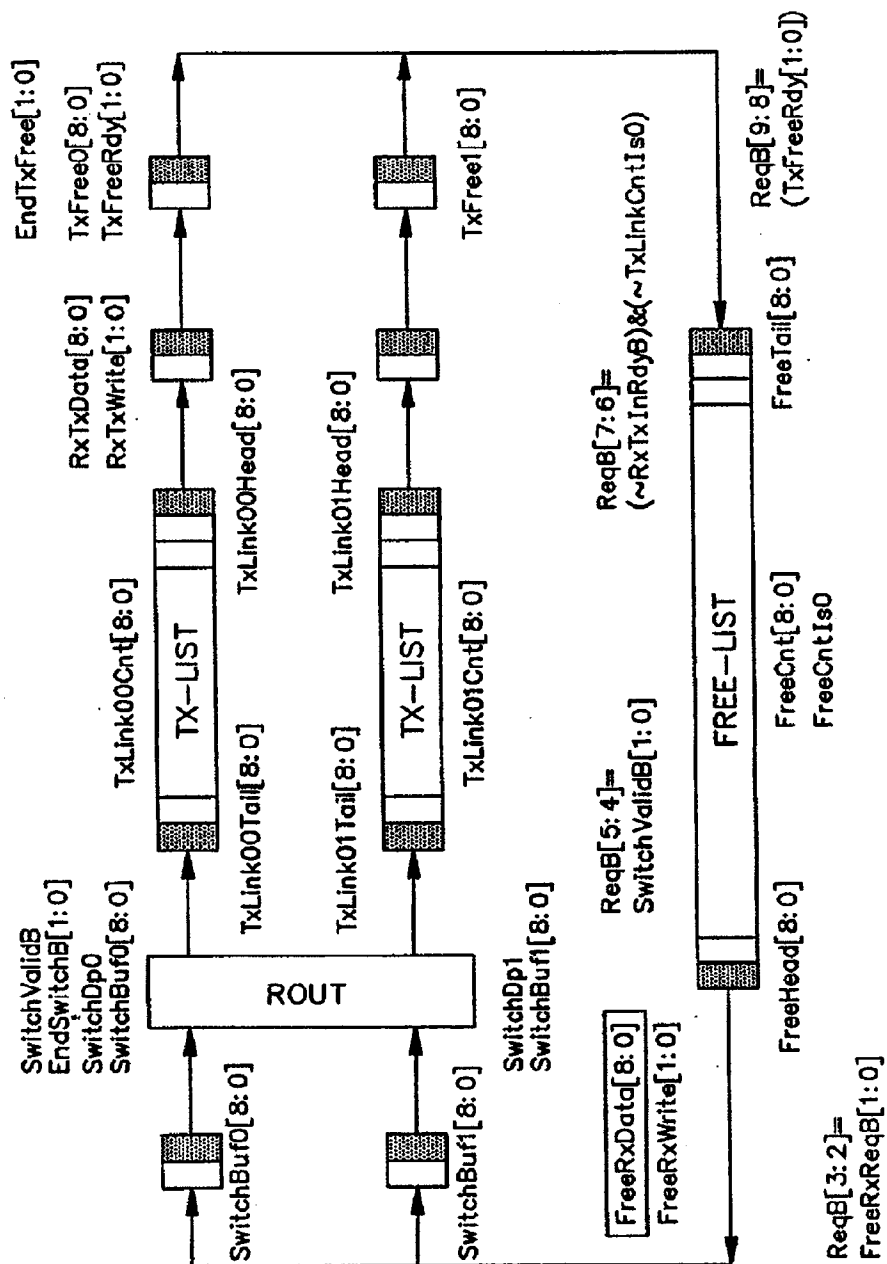 EndTxFree[1:0]
TxFree0[8:0]
TxFreeRdy[1:0]
RxTxData[8:0]
RxTxWrite[1:0]
TxLink00Head[8:0]
TxLink00Cnt[8:0]
TX-LIST
TxLink00Tail[8:0]
SwitchValidB
EndSwitchB[1:0]
SwitchDp0
SwitchBuf0[8:0]
ROUT
SwitchBuf0[8:0]
TxFree1[8:0]
TxLink01Head[8:0]
TX-LIST
TxLink01Tail[8:0]
TxLink01Cnt[8:0]
SwitchDp1
SwitchBuf1[8:0]
SwitchBuf1[8:0]
ReqB[9:8]=
(TxFreeRdy[1:0])
ReqB[7:6]=
(~RxTxInRdyB)&(~TxLinkCntIs0)
ReqB[5:4]=
SwitchValidB[1:0]
FreeRxData[8:0]
FreeRxWrite[1:0]
FREE-LIST
FreeTail[8:0]
FreeCnt[8:0]
FreeCntIs0
FreeHead[8:0]
ReqB[3:2]=
FreeRxReqB[1:0]